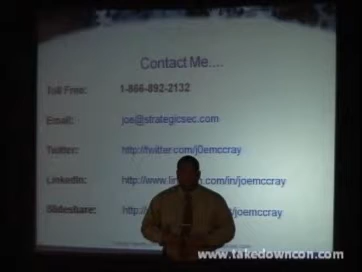 Contact Me....
Toll Free: 1-866-892-2132
Email: joe@strategicsec.com
Twitter: http://twitter.com/j0emccray
LinkedIn: http://www.linkedin.com/in/joemccray
Slideshare: joemccray
www.takedowncon.com